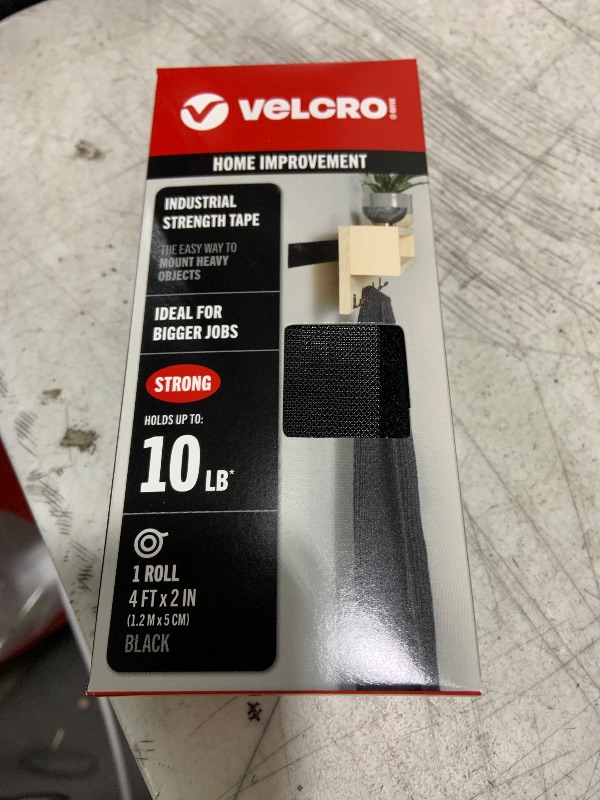 VELCRO
® BRAND
HOME IMPROVEMENT
INDUSTRIAL
STRENGTH TAPE
THE EASY WAY TO
MOUNT HEAVY
OBJECTS
IDEAL FOR
BIGGER JOBS
STRONG
HOLDS UP TO:
10 LB*
1 ROLL
4 FT x 2 IN
(1.2 M x 5 CM)
BLACK